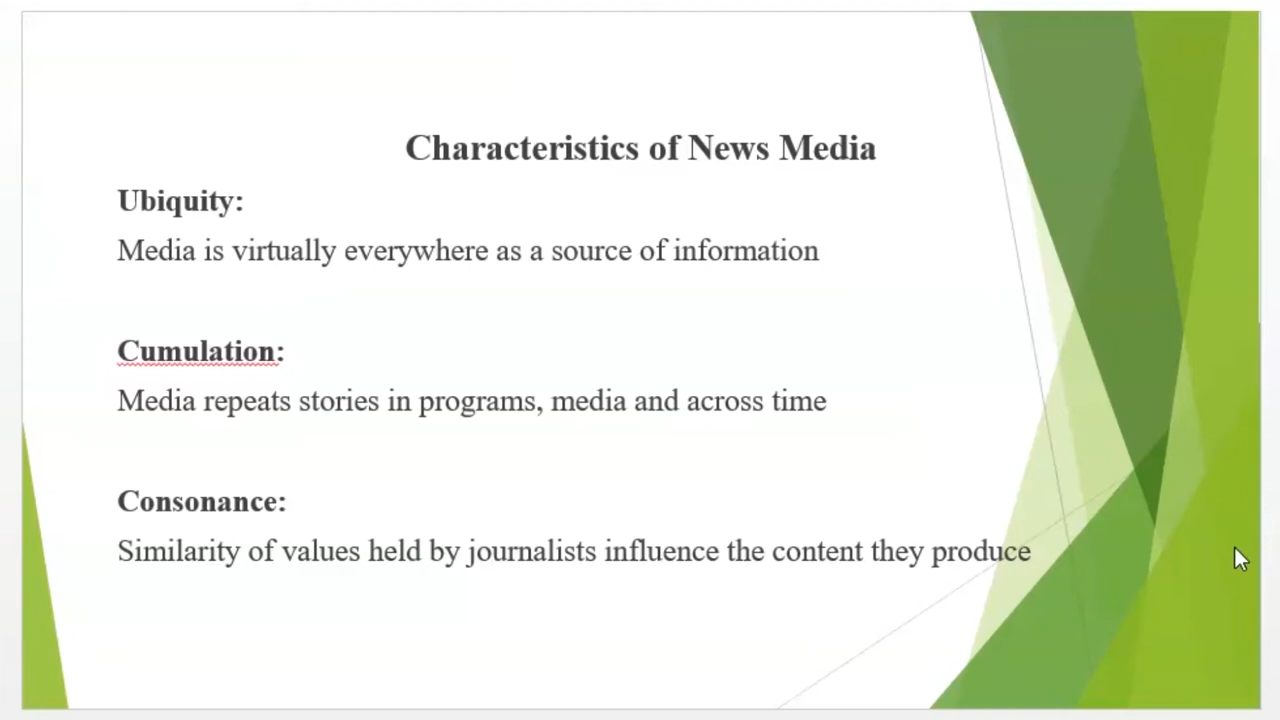 Characteristics of News Media
Ubiquity:
Media is virtually everywhere as a source of information
Cumulation:
Media repeats stories in programs, media and across time
Consonance:
Similarity of values held by journalists influence the content they produce